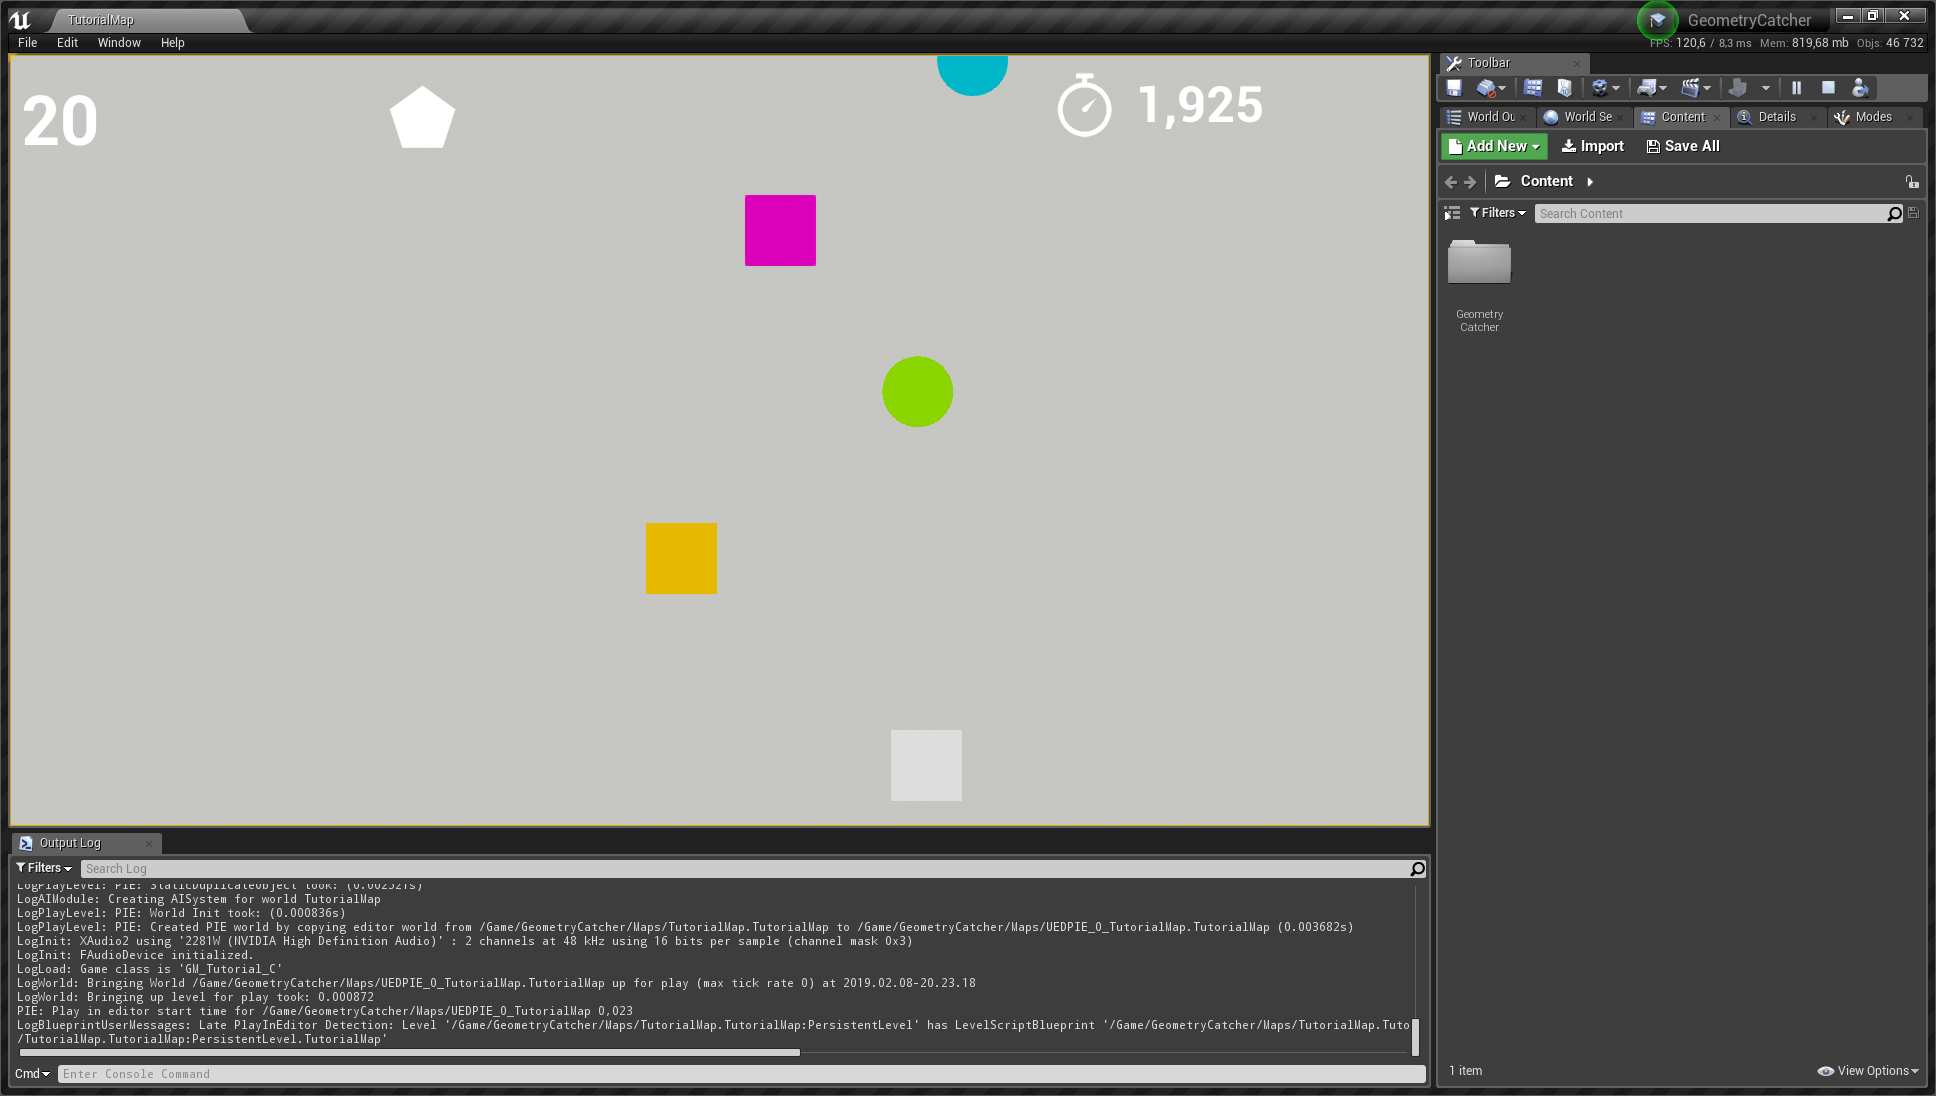 TutorialMap
GeometryCatcher
File Edit Window Help
FPS: 120,6 / 8,3 ms Mem: 819,68 mb Objs: 46 732
20
1,925
Toolbar
World Ou
World Se
Content
Details
Modes
Add New
Import
Save All
Content
Filters
Search Content
Geometry
Catcher
1 item
View Options
Output Log
Filters
Search Log
LogPlayLevel: PIE: StaticDuplicateObject took: (0.002521s)
LogAIModule: Creating AISystem for world TutorialMap
LogPlayLevel: PIE: World Init took: (0.000836s)
LogPlayLevel: PIE: Created PIE world by copying editor world from /Game/GeometryCatcher/Maps/TutorialMap.TutorialMap to /Game/GeometryCatcher/Maps/UEDPIE_0_TutorialMap.TutorialMap (0.003682s)
LogInit: XAudio2 using '2281W (NVIDIA High Definition Audio)' : 2 channels at 48 kHz using 16 bits per sample (channel mask 0x3)
LogInit: FAudioDevice initialized.
LogLoad: Game class is 'GM_Tutorial_C'
LogWorld: Bringing World /Game/GeometryCatcher/Maps/UEDPIE_0_TutorialMap.TutorialMap up for play (max tick rate 0) at 2019.02.08-20.23.18
LogWorld: Bringing up level for play took: 0.000872
PIE: Play in editor start time for /Game/GeometryCatcher/Maps/UEDPIE_0_TutorialMap 0,023
LogBlueprintUserMessages: Late PlayInEditor Detection: Level '/Game/GeometryCatcher/Maps/TutorialMap.TutorialMap:PersistentLevel' has LevelScriptBlueprint '/Game/GeometryCatcher/Maps/TutorialMap.Tuto
/TutorialMap.TutorialMap:PersistentLevel.TutorialMap'
Cmd
Enter Console Command